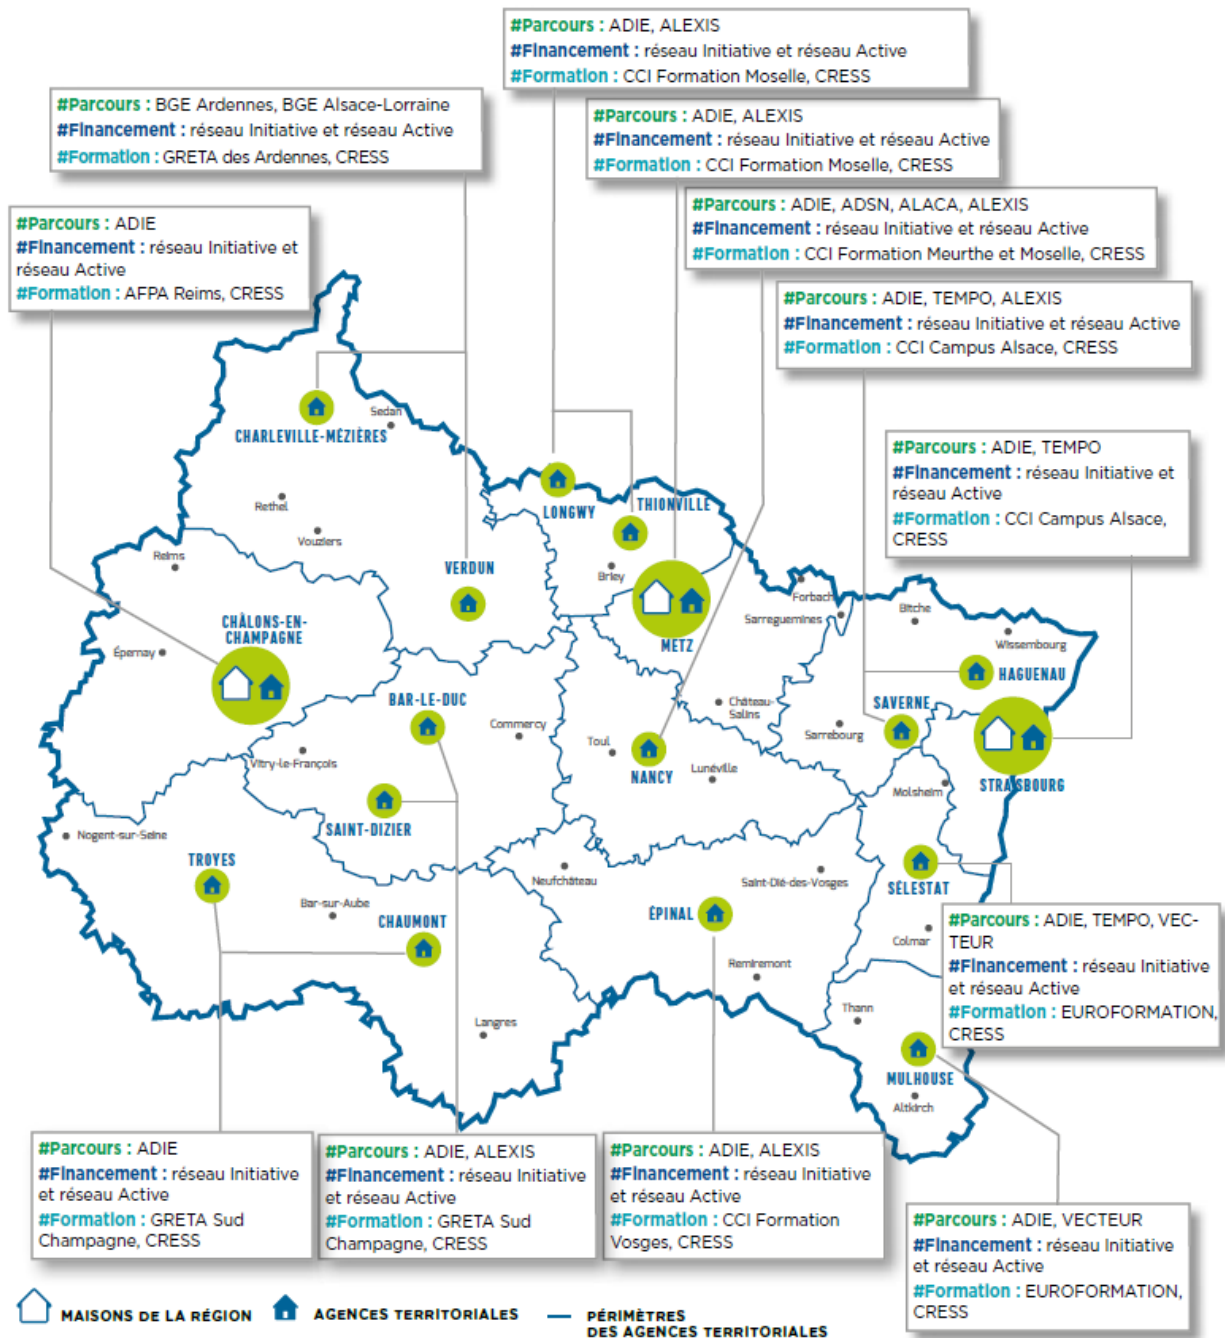 #Parcours : ADIE, ALEXIS
#Financement : réseau Initiative et réseau Active
#Formation : CCI Formation Moselle, CRESS
#Parcours : BGE Ardennes, BGE Alsace-Lorraine
#Financement : réseau Initiative et réseau Active
#Formation : GRETA des Ardennes, CRESS
#Parcours : ADIE, ALEXIS
#Financement : réseau Initiative et réseau Active
#Formation : CCI Formation Moselle, CRESS
#Parcours : ADIE, ADSN, ALACA, ALEXIS
#Financement : réseau Initiative et réseau Active
#Formation : CCI Formation Meurthe et Moselle, CRESS
#Parcours : ADIE
#Financement : réseau Initiative et
réseau Active
#Formation : AFPA Reims, CRESS
#Parcours : ADIE, TEMPO, ALEXIS
#Financement : réseau Initiative et réseau Active
#Formation : CCI Campus Alsace, CRESS
#Parcours : ADIE, TEMPO
#Financement : réseau Initiative et
réseau Active
#Formation : CCI Campus Alsace,
CRESS
Sedan
CHARLEVILLE-MÉZIÈRES
Rethel
LONGWY
THIONVILLE
Vouziers
Reims
VERDUN
Briey
Forbach
Bitche
Sarreguemines
CHÂLONS-EN-
CHAMPAGNE
METZ
Wissembourg
Épernay
HAGUENAU
BAR-LE-DUC
Château-
Salins
SAVERNE
Commercy
Sarrebourg
Toul
Vitry-le-François
NANCY
Lunéville
STRASBOURG
Molsheim
SAINT-DIZIER
Nogent-sur-Seine
TROYES
Neufchâteau
Saint-Dié-des-Vosges
SÉLESTAT
Bar-sur-Aube
CHAUMONT
ÉPINAL
Colmar
#Parcours : ADIE, TEMPO, VEC-
TEUR
#Financement : réseau Initiative
et réseau Active
#Formation : EUROFORMATION,
CRESS
Remiremont
Thann
Langres
MULHOUSE
Altkirch
#Parcours : ADIE
#Financement : réseau Initiative
et réseau Active
#Formation : GRETA Sud
Champagne, CRESS
#Parcours : ADIE, ALEXIS
#Financement : réseau Initiative
et réseau Active
#Formation : GRETA Sud
Champagne, CRESS
#Parcours : ADIE, ALEXIS
#Financement : réseau Initiative
et réseau Active
#Formation : CCI Formation
Vosges, CRESS
#Parcours : ADIE, VECTEUR
#Financement : réseau Initiative
et réseau Active
#Formation : EUROFORMATION,
CRESS
MAISONS DE LA RÉGION
AGENCES TERRITORIALES
PÉRIMÈTRES
DES AGENCES TERRITORIALES